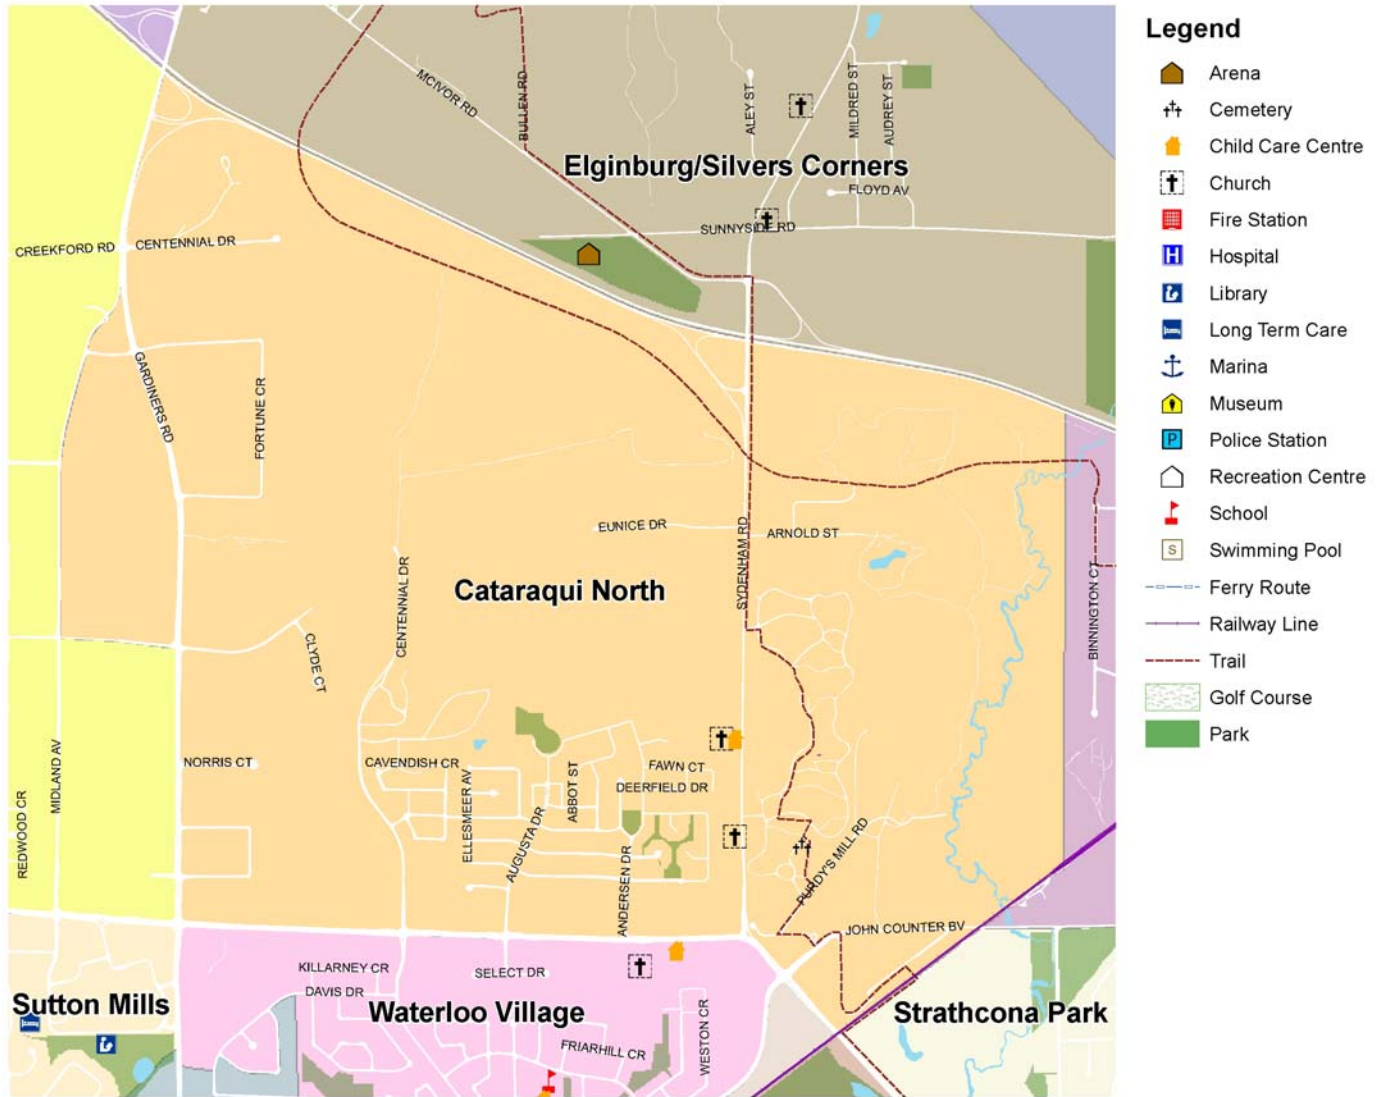 MCIVOR RD
BULLEN RD
ALEY ST
MILDRED ST
AUDREY ST
Elginburg/Silvers Corners
FLOYD AV
SUNNYSIDE RD
CREEKFORD RD
CENTENNIAL DR
GARDINERS RD
FORTUNE CR
EUNICE DR
SYDENHAM RD
ARNOLD ST
CENTENNIAL DR
Cataraqui North
BINNINGTON CT
CLYDE CT
MIDLAND AV
NORRIS CT
CAVENDISH CR
FAWN CT
DEERFIELD DR
REDWOOD CR
ELLESMEER AV
AUGUSTA DR
ABBOT ST
ANDERSEN DR
PURDY'S MILL RD
JOHN COUNTER BV
KILLARNEY CR
SELECT DR
DAVIS DR
Sutton Mills
Waterloo Village
WESTON CR
Strathcona Park
FRIARHILL CR
Legend
Arena
Cemetery
Child Care Centre
Church
Fire Station
H Hospital
Library
Long Term Care
Marina
Museum
P Police Station
Recreation Centre
School
S Swimming Pool
Ferry Route
Railway Line
Trail
Golf Course
Park